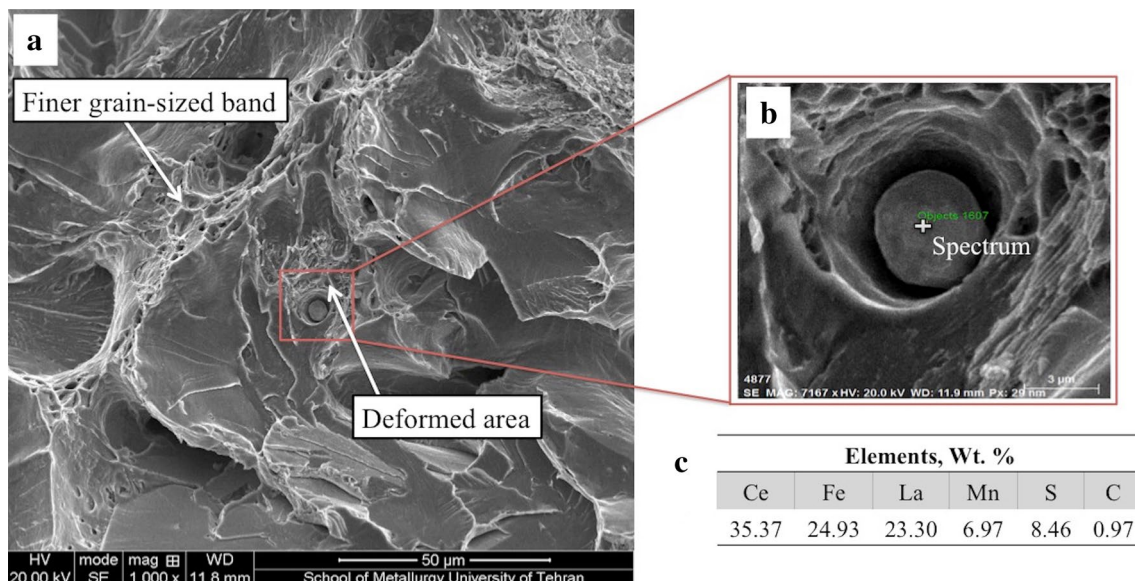 a
Finer grain-sized band
Deformed area
HV mode mag ⊞ WD
20.00 kV SE 1 000 x 11.8 mm
50 µm
School of Metallurgy University of Tehran
b
Objects 1607
Spectrum
4877
3 µm
SE MAG: 7167 x HV: 20.0 kV WD: 11.9 mm Px: 29 nm
c
Elements, Wt. %
Ce Fe La Mn S C
35.37 24.93 23.30 6.97 8.46 0.97